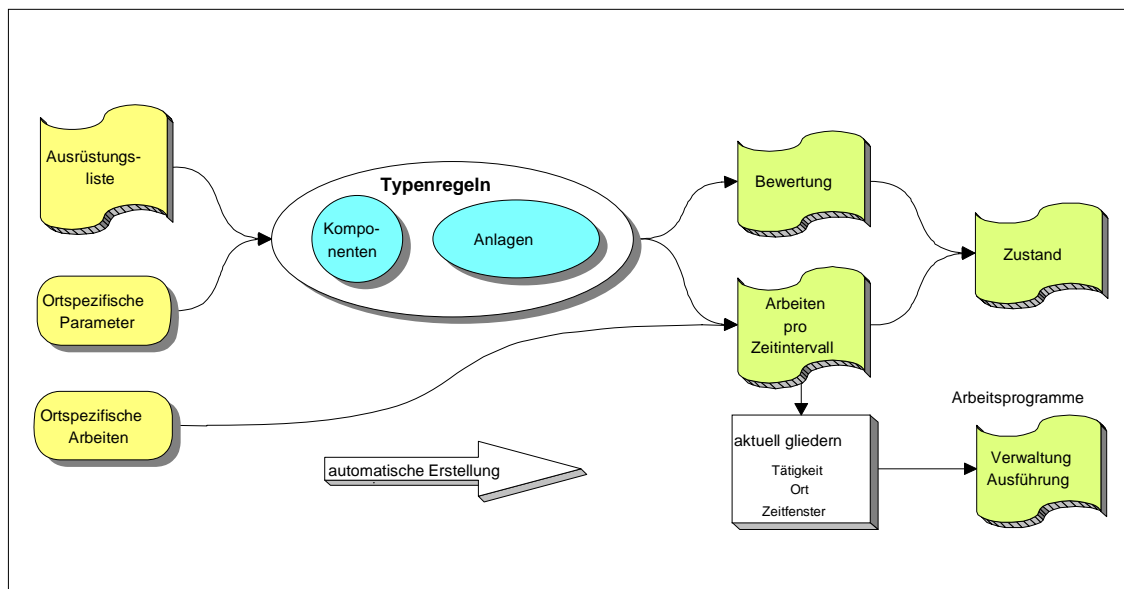 Ausrüstungs-
liste
Ortspezifische
Parameter
Ortspezifische
Arbeiten
Typenregeln
Kompo-
nenten
Anlagen
automatische Erstellung
Bewertung
Arbeiten
pro
Zeitintervall
aktuell gliedern
Tätigkeit
Ort
Zeitfenster
Zustand
Arbeitsprogramme
Verwaltung
Ausführung